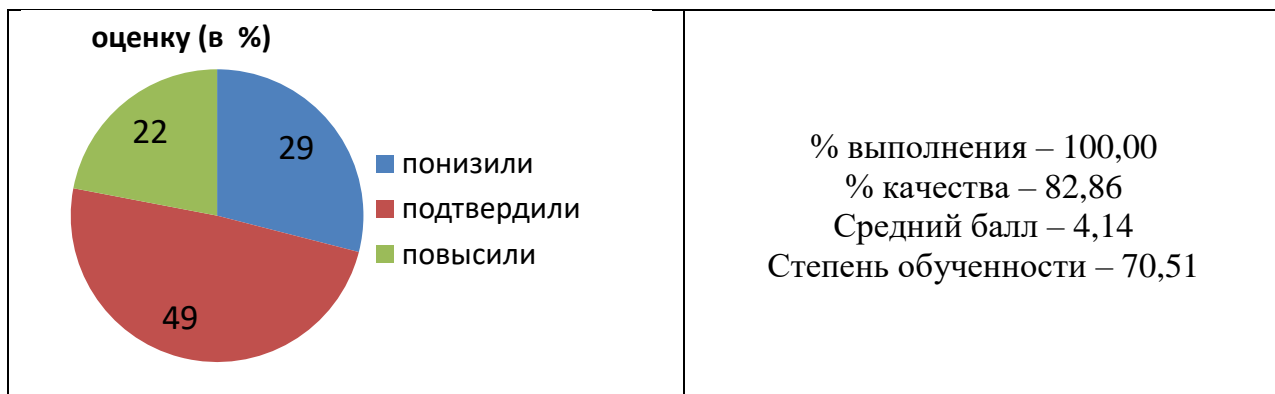 оценку (в %)
22
29
49
понизили
подтвердили
повысили
% выполнения – 100,00
% качества – 82,86
Средний балл – 4,14
Степень обученности – 70,51